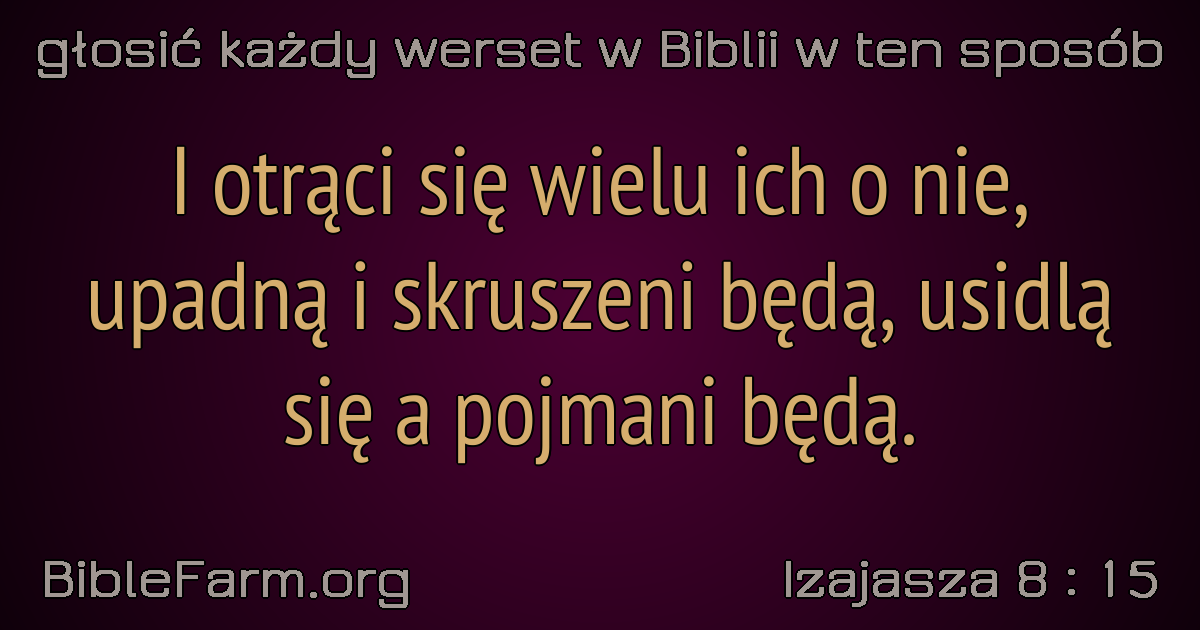 głosić każdy werset w Biblii w ten sposób
I otrąci się wielu ich o nie,
upadną i skruszeni będą, usidlą
się a pojmani będą.
BibleFarm.org
Izajasza 8 : 15